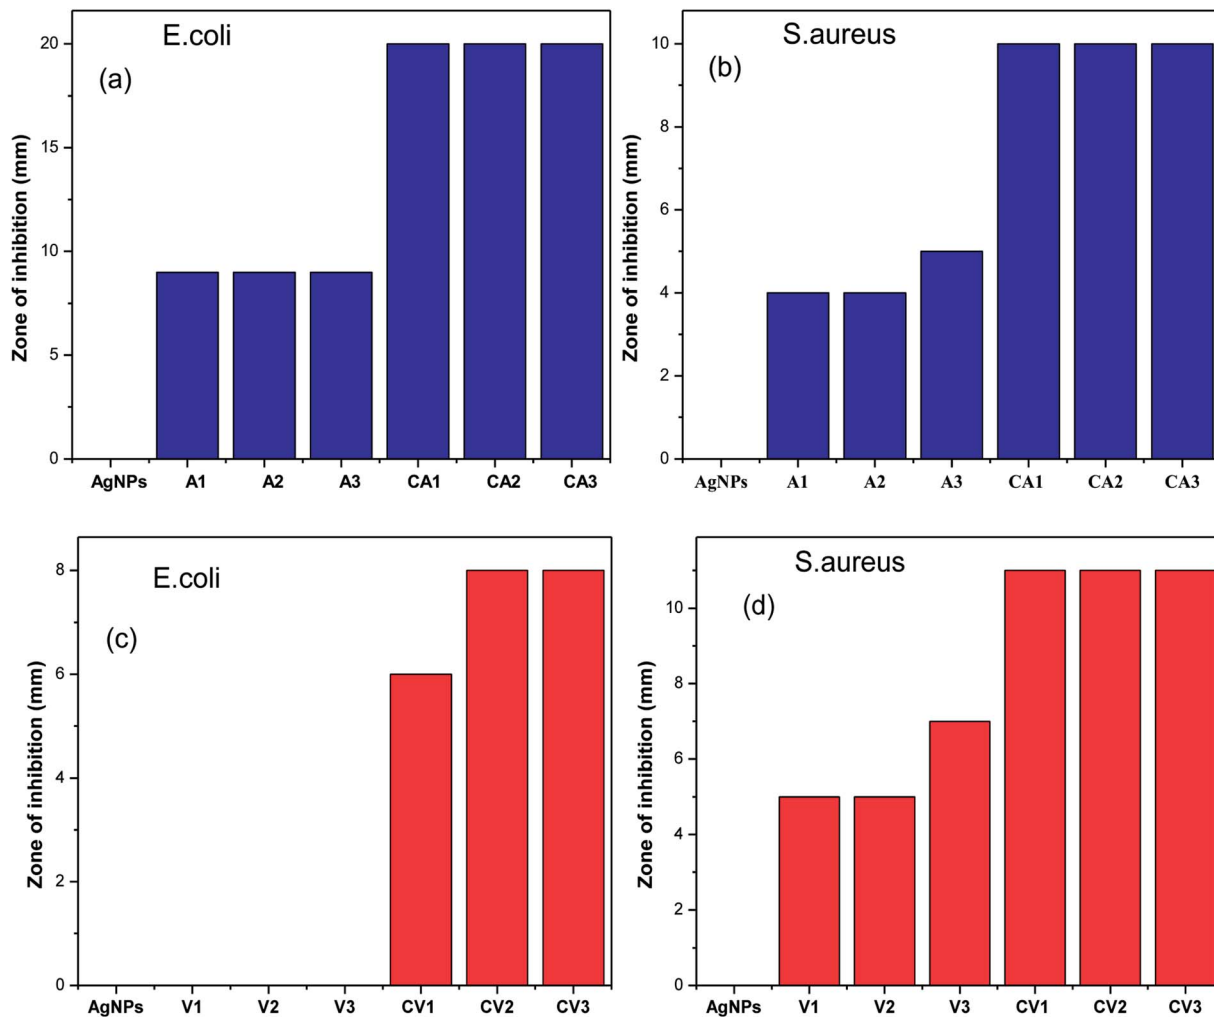 E.coli
(a)
Zone of inhibition (mm)
20
15
10
5
0
AgNPs A1 A2 A3 CA1 CA2 CA3
S.aureus
(b)
Zone of inhibition (mm)
10
8
6
4
2
0
AgNPs A1 A2 A3 CA1 CA2 CA3
E.coli
(c)
Zone of inhibition (mm)
8
6
4
2
0
AgNPs V1 V2 V3 CV1 CV2 CV3
S.aureus
(d)
Zone of inhibition (mm)
10
8
6
4
2
0
AgNPs V1 V2 V3 CV1 CV2 CV3